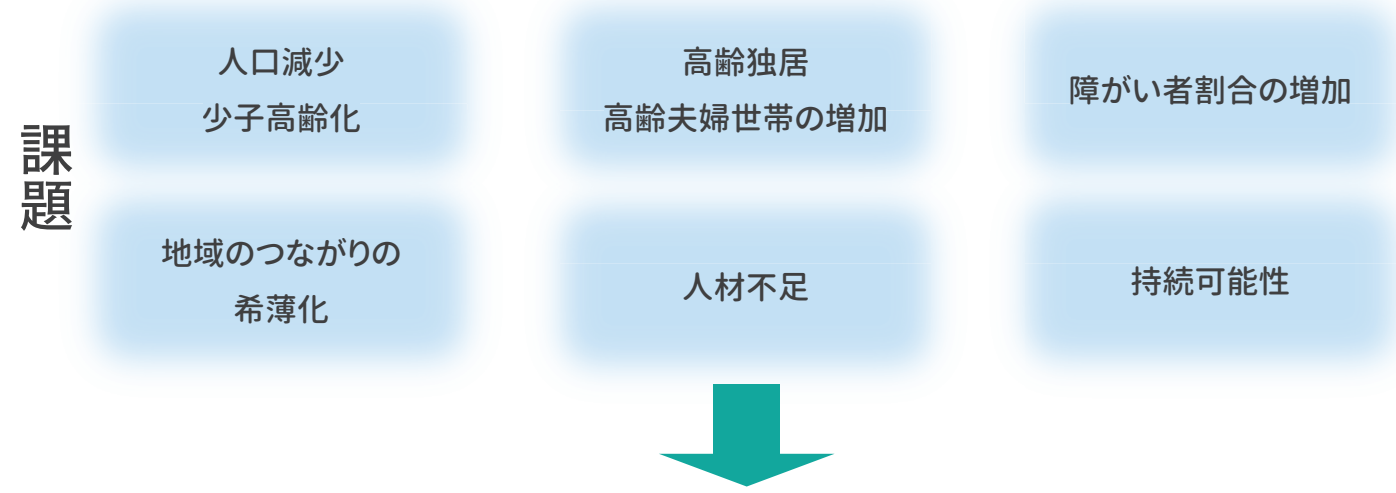 課題
人口減少
少子高齢化
高齢独居
高齢夫婦世帯の増加
障がい者割合の増加
地域のつながりの
希薄化
人材不足
持続可能性